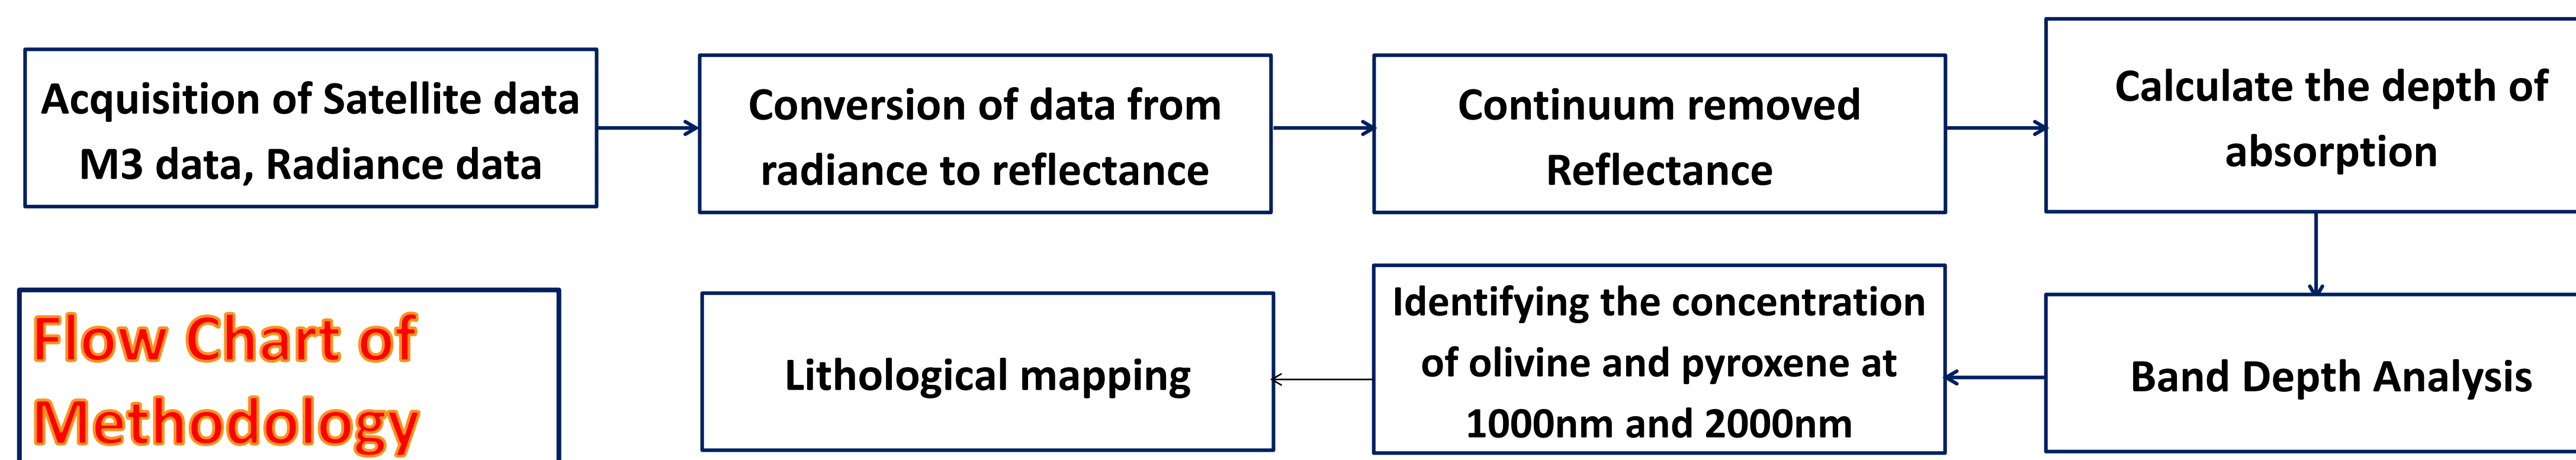 Acquisition of Satellite data
M3 data, Radiance data
Conversion of data from
radiance to reflectance
Continuum removed
Reflectance
Calculate the depth of
absorption
Band Depth Analysis
Identifying the concentration
of olivine and pyroxene at
1000nm and 2000nm
Lithological mapping
Flow Chart of
Methodology